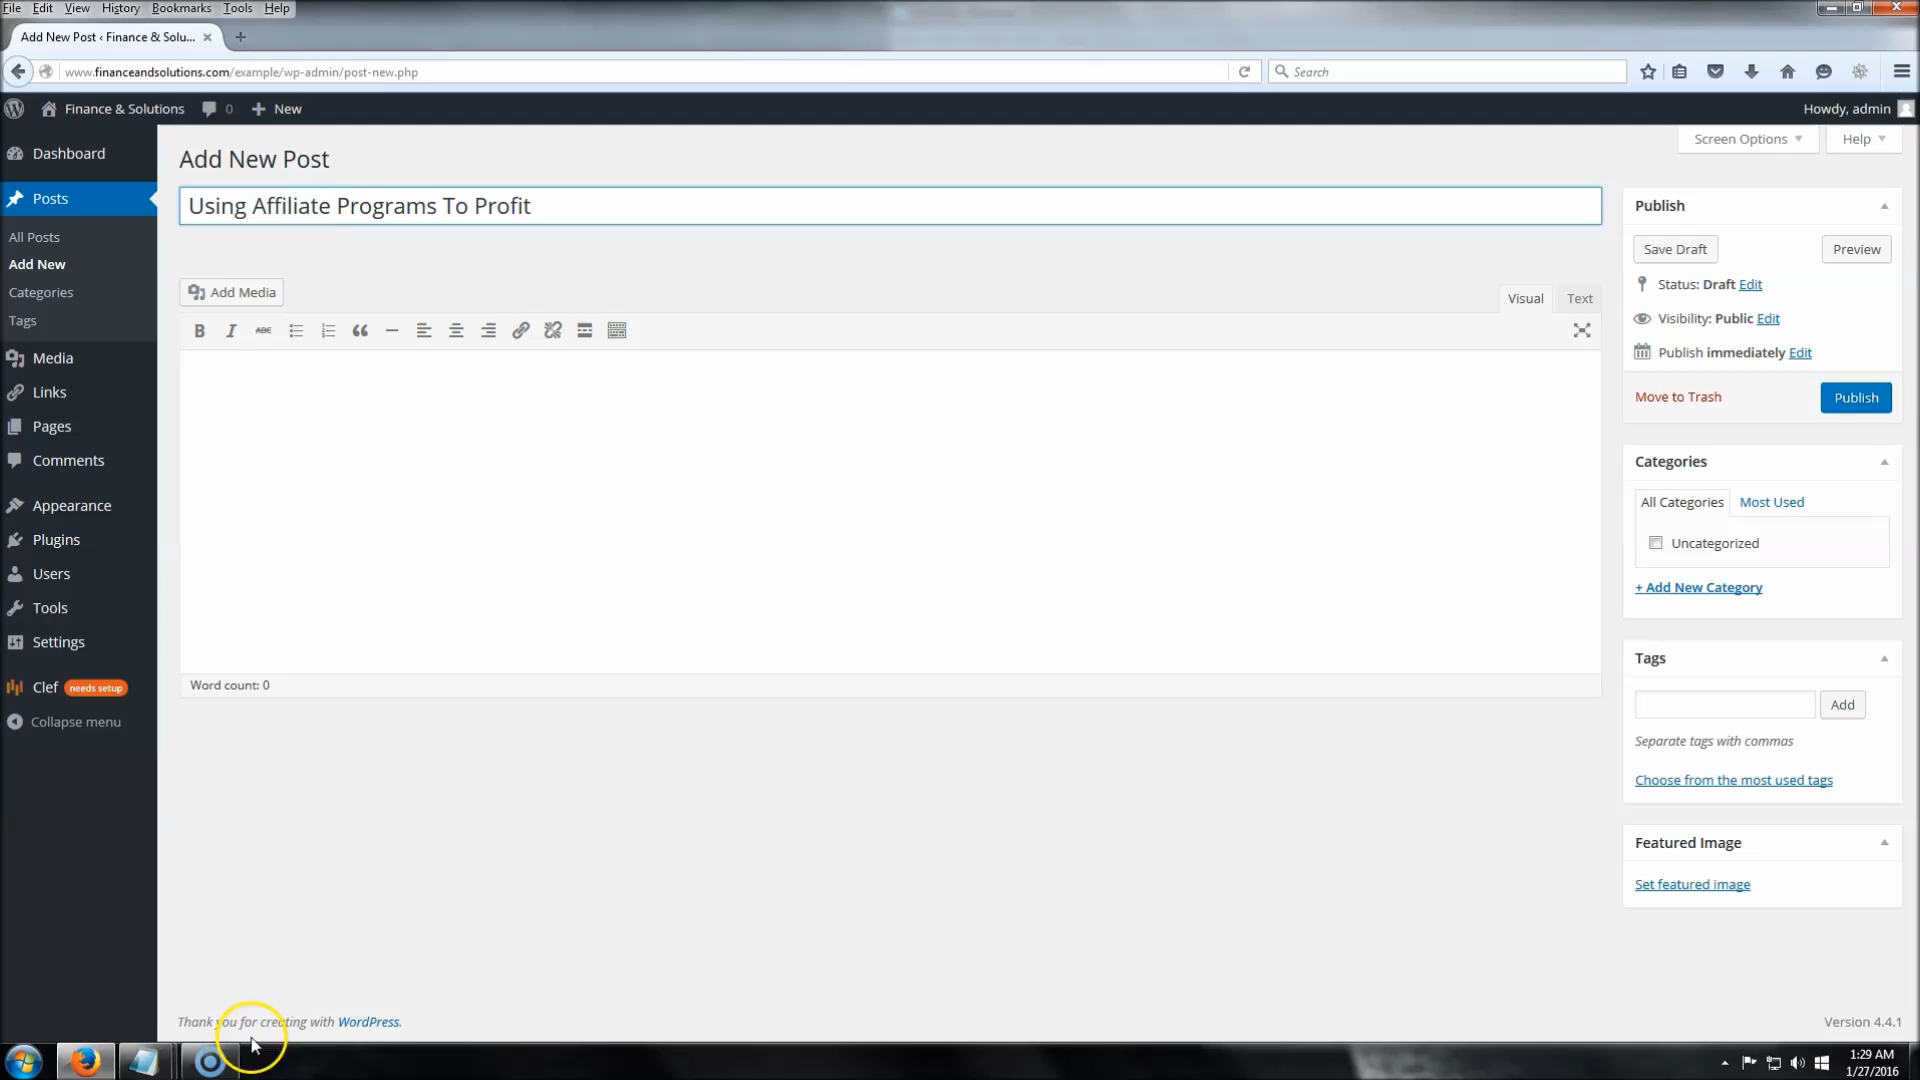 File Edit View History Bookmarks Tools Help
Add New Post ‹ Finance & Solu...
www.financeandsolutions.com/example/wp-admin/post-new.php
Search
Finance & Solutions 0 New
Howdy, admin
Screen Options
Help
Dashboard
Posts
All Posts
Add New
Categories
Tags
Media
Links
Pages
Comments
Appearance
Plugins
Users
Tools
Settings
Clef needs setup
Collapse menu
Add New Post
Using Affiliate Programs To Profit
Add Media
Visual Text
B I ABC
Word count: 0
Publish
Save Draft Preview
Status: Draft Edit
Visibility: Public Edit
Publish immediately Edit
Move to Trash Publish
Categories
All Categories Most Used
Uncategorized
+ Add New Category
Tags
Add
Separate tags with commas
Choose from the most used tags
Featured Image
Set featured image
Thank you for creating with WordPress.
Version 4.4.1
1:29 AM
1/27/2016